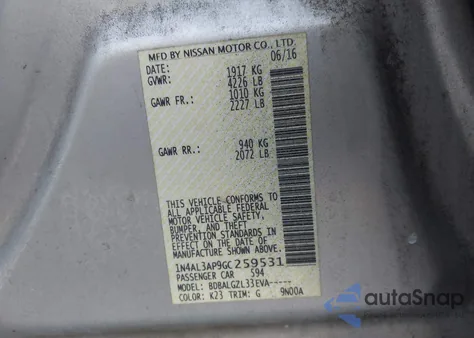 MFD BY NISSAN MOTOR CO., LTD.
DATE: 06/16
GVWR: 1917 KG
4226 LB
GAWR FR.: 1010 KG
2227 LB
GAWR RR.: 940 KG
2072 LB
THIS VEHICLE CONFORMS TO
ALL APPLICABLE FEDERAL
MOTOR VEHICLE SAFETY,
BUMPER, AND THEFT
PREVENTION STANDARDS IN
EFFECT ON THE DATE OF
MANUFACTURE SHOWN ABOVE.
1N4AL3AP9GC259531
PASSENGER CAR 594
MODEL: BDBALGZL33EVA-----
COLOR: K23 TRIM: G 9N00A
autoSnap